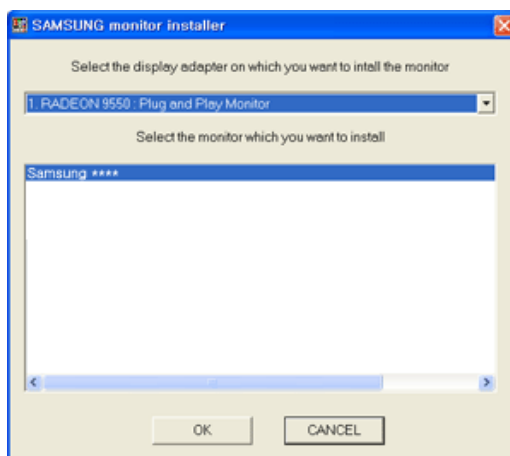 SAMSUNG monitor installer
Select the display adapter on which you want to intall the monitor
1. RADEON 9550 : Plug and Play Monitor
Select the monitor which you want to install
Samsung ****
OK
CANCEL